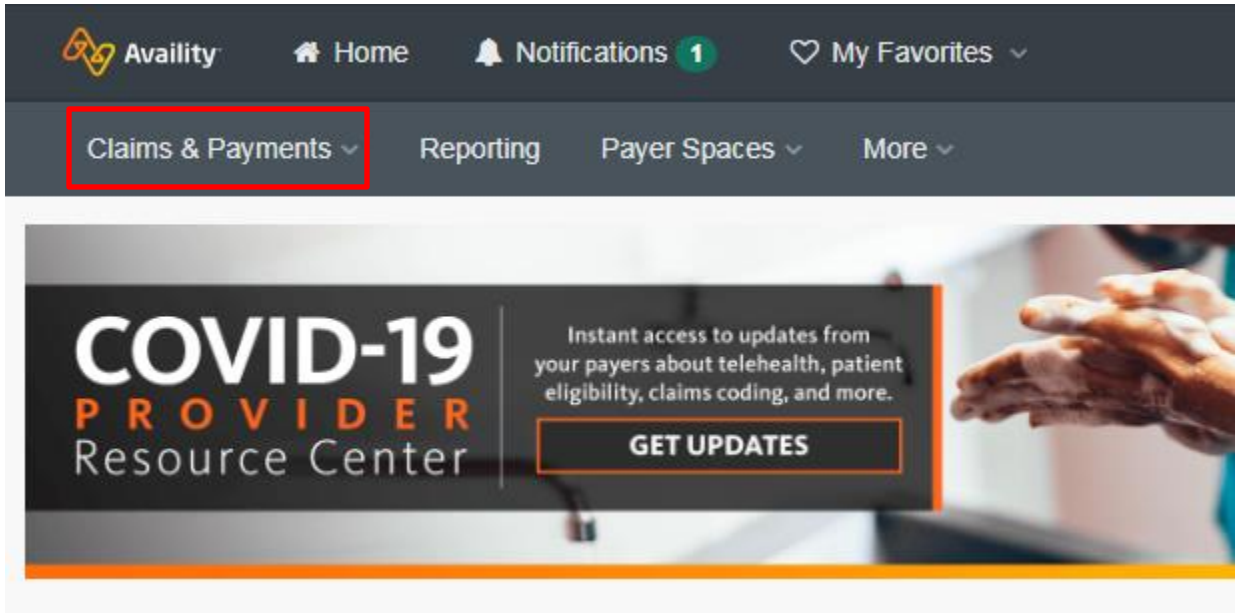 Availity Home Notifications 1 My Favorites
Claims & Payments Reporting Payer Spaces More
COVID-19
PROVIDER
Resource Center
Instant access to updates from
your payers about telehealth, patient
eligibility, claims coding, and more.
GET UPDATES